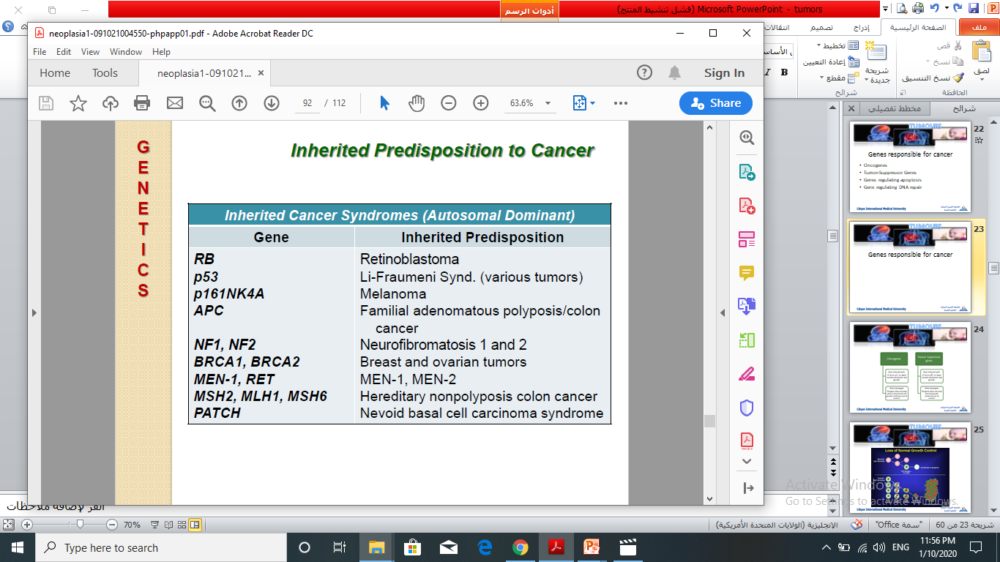 أدوات الرسم
tumors - Microsoft PowerPoint (فشل تنشيط المنتج)
neoplasia1-091021004550-phpapp01.pdf - Adobe Acrobat Reader DC
File Edit View Window Help
Home Tools neoplasia1-091021... × Sign In
92 / 112 63.6% Share
GENETICS
Inherited Predisposition to Cancer
Inherited Cancer Syndromes (Autosomal Dominant)
Gene Inherited Predisposition
RB Retinoblastoma
p53 Li-Fraumeni Synd. (various tumors)
p161NK4A Melanoma
APC Familial adenomatous polyposis/colon
cancer
NF1, NF2 Neurofibromatosis 1 and 2
BRCA1, BRCA2 Breast and ovarian tumors
MEN-1, RET MEN-1, MEN-2
MSH2, MLH1, MSH6 Hereditary nonpolyposis colon cancer
PATCH Nevoid basal cell carcinoma syndrome
ملف الصفحة الرئيسية إدراج تصميم انتقالات
لصق
قص
نسخ
نسخ التنسيق
الحافظة
شريحة جديدة
تخطيط
إعادة التعيين
مقطع
شرائح
B I
شرائح مخطط تفصيلي
22
TUMOURS
Genes responsible for cancer
• Oncogenes
• Tumor-Suppressor Genes
• Genes regulating apoptosis
• Gene regulating DNA repair
Libyan International Medical University
23
TUMOURS
Genes responsible for cancer
Libyan International Medical University
24
TUMOURS
Oncogene Tumor Suppressor gene
Libyan International Medical University
25
TUMOURS
Loss of Normal Growth Control
Libyan International Medical University
Activate Windows
Go to Settings to activate Windows.
انقر لإضافة ملاحظات
شريحة 23 من 60 "سمة Office" الإنجليزية (الولايات المتحدة الأمريكية) 70%
Type here to search
ENG
11:56 PM
1/10/2020